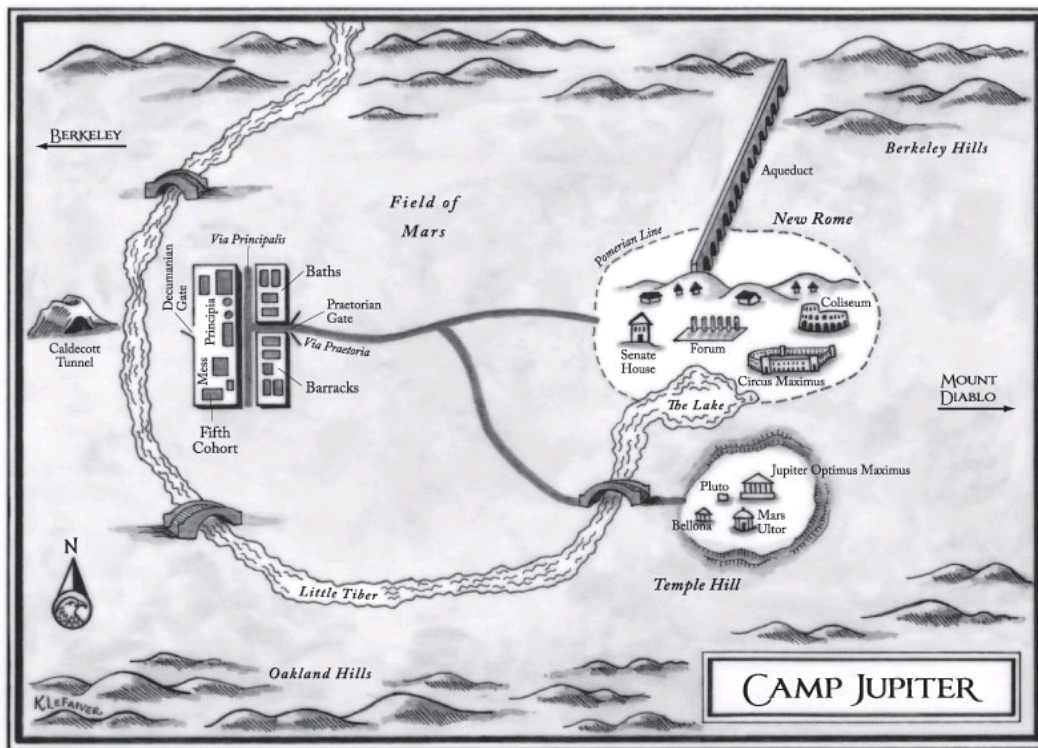 BERKELEY
Berkeley Hills
Aqueduct
Field of
Mars
New Rome
Pomerian Line
Via Principalis
Decumanian
Gate
Baths
Principia
Praetorian
Gate
Coliseum
Via Praetoria
Caldecott
Tunnel
Senate
House
Forum
Mess
Circus Maximus
Barracks
MOUNT
DIABLO
The Lake
Fifth
Cohort
Jupiter Optimus Maximus
Pluto
Bellona
Mars
Ultor
N
Temple Hill
Little Tiber
Oakland Hills
CAMP JUPITER
K LEFAIVER